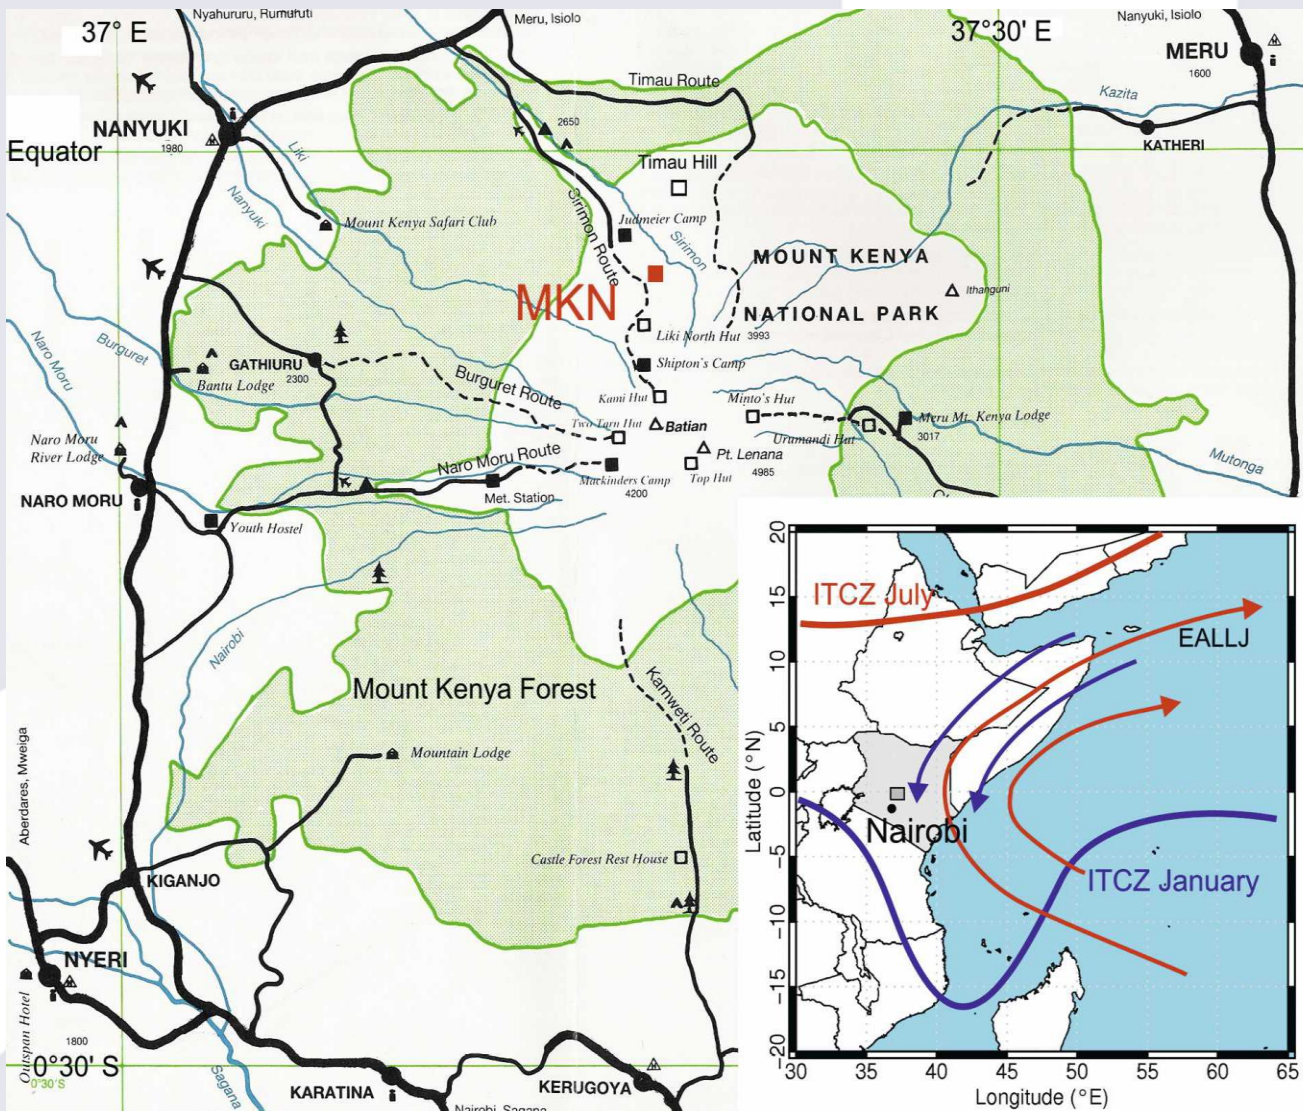 Nyahururu, Rumuruti
Meru, Isiolo
Nanyuki, Isiolo
37° E
37°30' E
MERU
1600
Timau Route
Kazita
2650
NANYUKI
1980
KATHERI
Equator
Liki
Timau Hill
Nanyuki
Sirimon Route
Mount Kenya Safari Club
Judmeier Camp
Sirimon
MOUNT KENYA
MKN
Ithanguni
NATIONAL PARK
Naro Moru
Burguret
Liki North Hut
3993
GATHIURU
2300
Shipton's Camp
Burguret Route
Bantu Lodge
Kami Hut
Minto's Hut
Meru Mt. Kenya Lodge
3017
Two Tarn Hut
Batian
Urumandi Hut
Naro Moru
River Lodge
Naro Moru Route
Pt. Lenana
4985
Mutonga
Mackinders Camp
4200
Top Hut
NARO MORU
Met. Station
Youth Hostel
Nairobi
Mount Kenya Forest
Kamweti Route
Aberdares, Mweiga
Mountain Lodge
Castle Forest Rest House
KIGANJO
NYERI
Outspan Hotel
1800
0°30' S
0°30'S
Sagana
KARATINA
KERUGOYA
Nairobi, Sagana
20
15
10
5
0
−5
−10
−15
−20
Latitude (°N)
ITCZ July
EALLJ
Nairobi
ITCZ January
30
35
40
45
50
55
60
65
Longitude (°E)